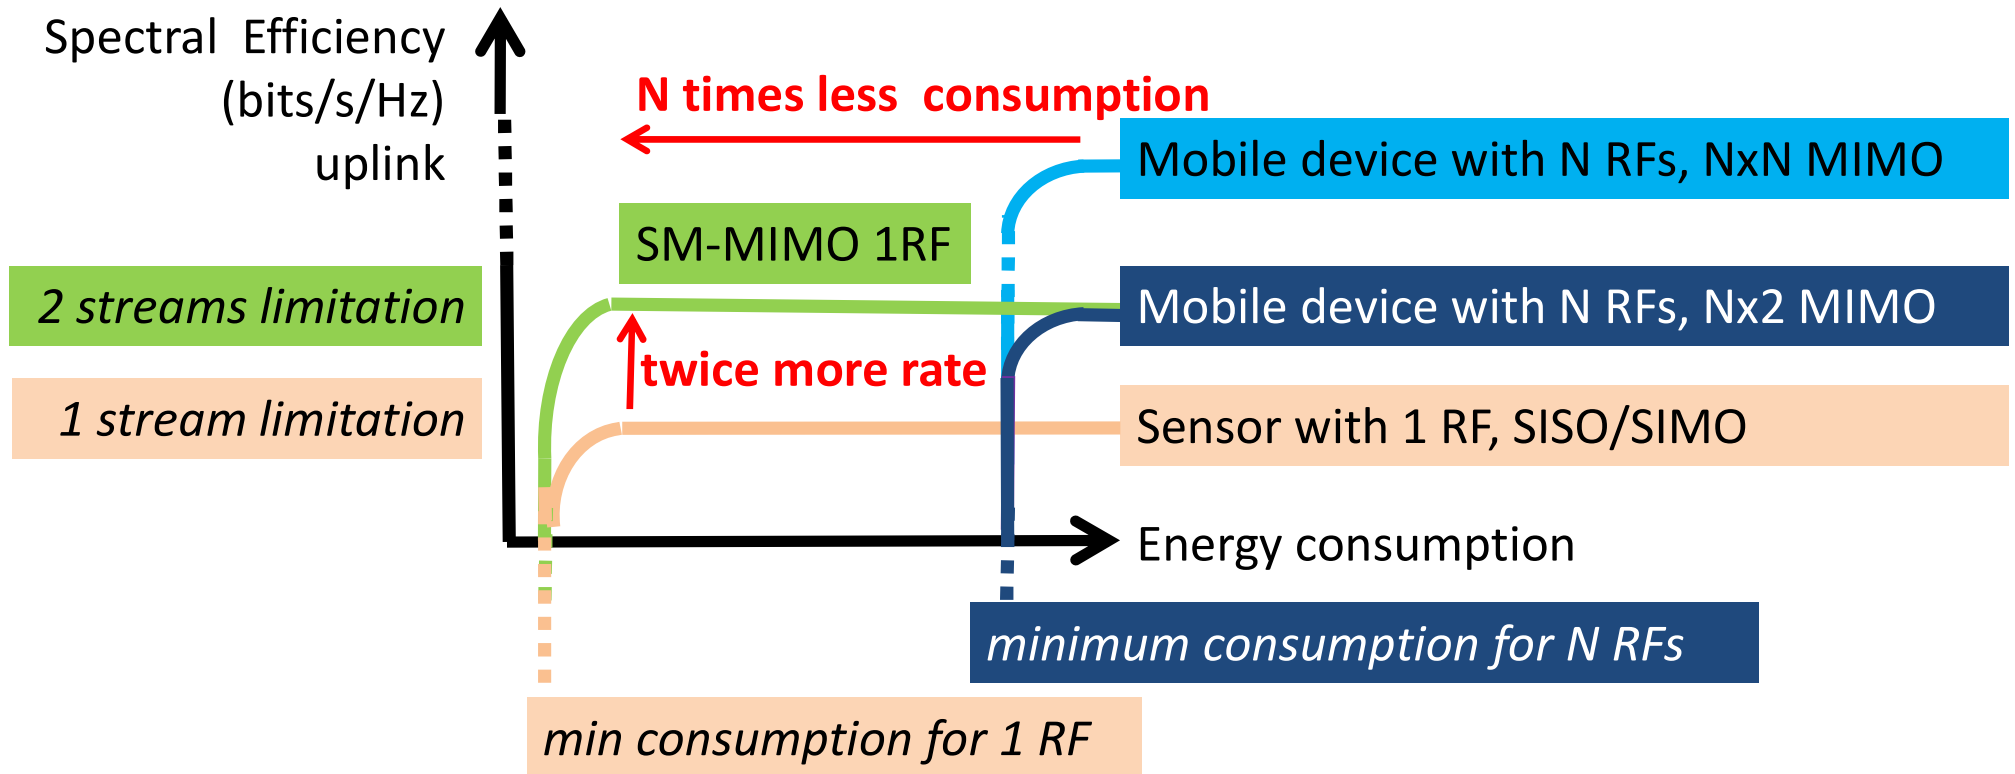 Spectral Efficiency
(bits/s/Hz)
uplink
N times less consumption
Mobile device with N RFs, NxN MIMO
SM-MIMO 1RF
2 streams limitation
Mobile device with N RFs, Nx2 MIMO
twice more rate
1 stream limitation
Sensor with 1 RF, SISO/SIMO
Energy consumption
minimum consumption for N RFs
min consumption for 1 RF